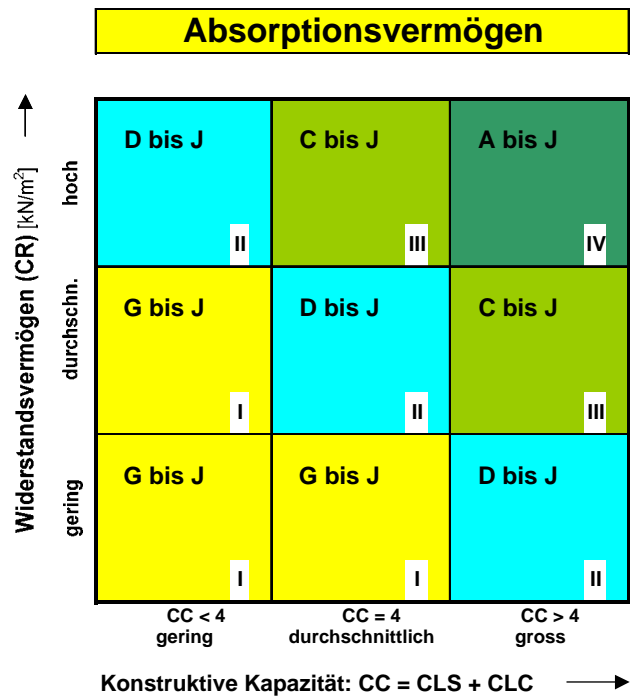 Absorptionsvermögen
Widerstandsvermögen (CR) [kN/m²]
hoch
D bis J
C bis J
A bis J
II
III
IV
durchschn.
G bis J
D bis J
C bis J
I
II
III
gering
G bis J
G bis J
D bis J
I
I
II
CC < 4
CC = 4
CC > 4
gering
durchschnittlich
gross
Konstruktive Kapazität: CC = CLS + CLC